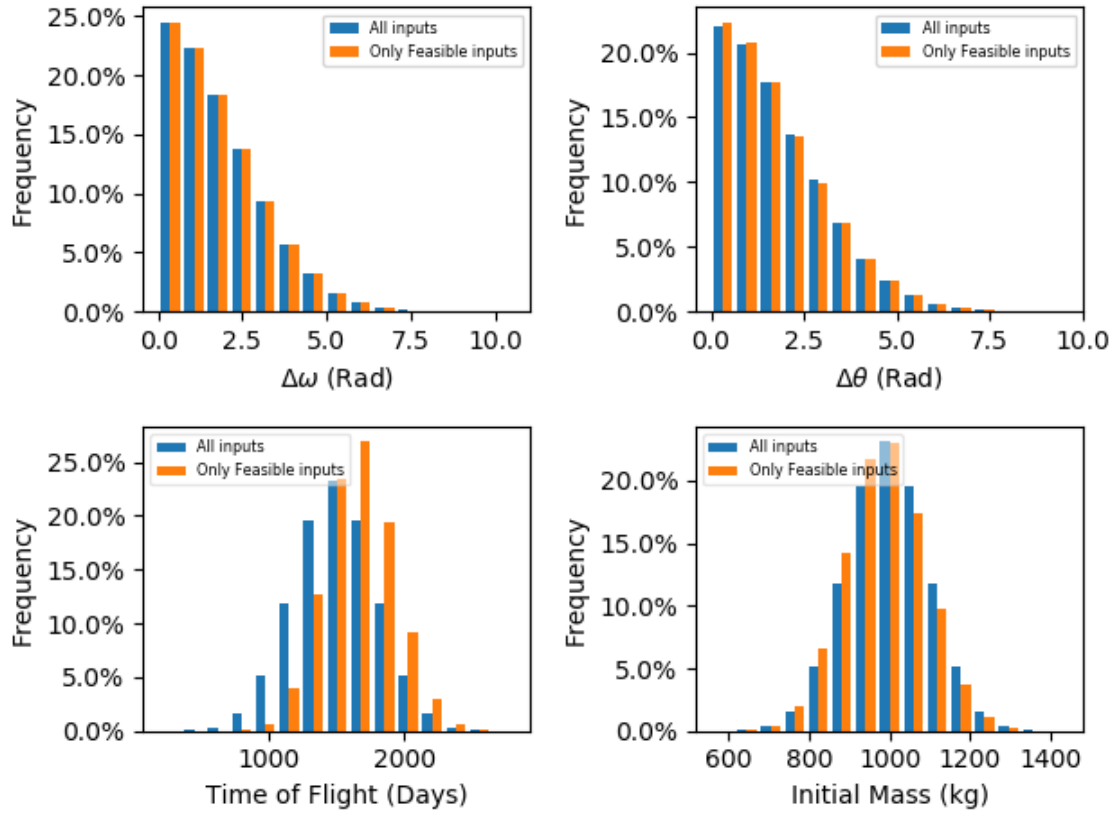 All inputs
Only Feasible inputs
25.0%
20.0%
15.0%
10.0%
5.0%
0.0%
Frequency
0.0 2.5 5.0 7.5 10.0
Δω (Rad)
All inputs
Only Feasible inputs
20.0%
15.0%
10.0%
5.0%
0.0%
Frequency
0.0 2.5 5.0 7.5 10.0
Δθ (Rad)
All inputs
Only Feasible inputs
25.0%
20.0%
15.0%
10.0%
5.0%
0.0%
Frequency
1000 2000
Time of Flight (Days)
All inputs
Only Feasible inputs
20.0%
15.0%
10.0%
5.0%
0.0%
Frequency
600 800 1000 1200 1400
Initial Mass (kg)